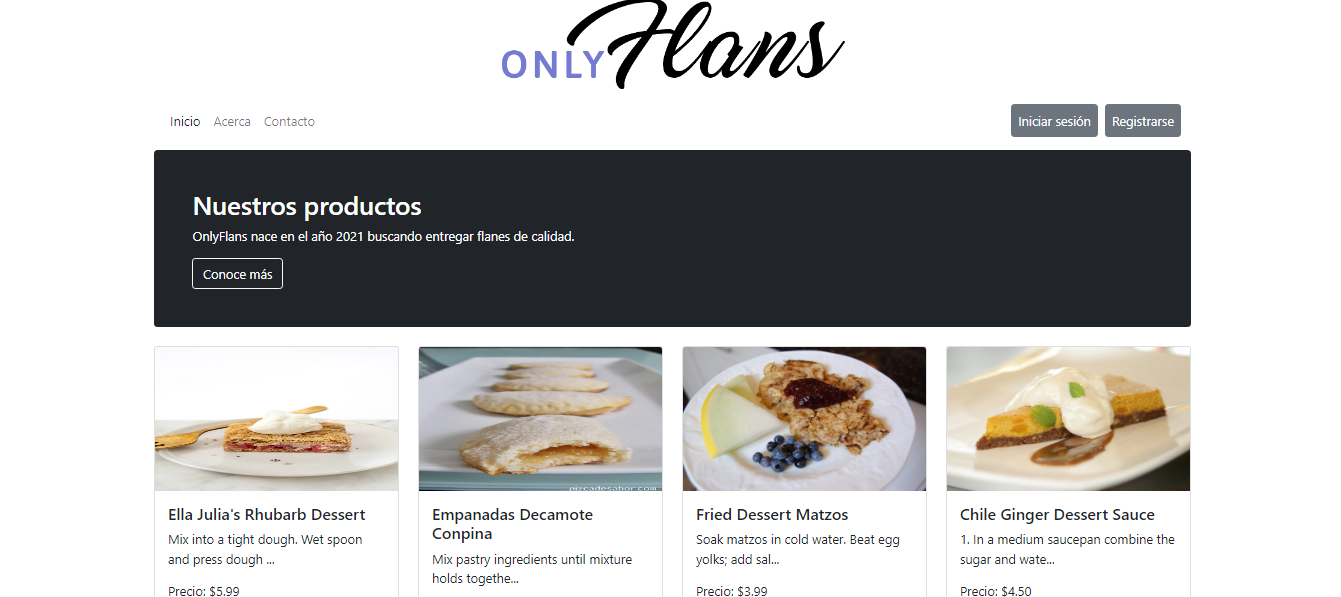 ONLY Flans
Inicio Acerca Contacto Iniciar sesión Registrarse
Nuestros productos
OnlyFlans nace en el año 2021 buscando entregar flanes de calidad.
Conoce más
pizcadesabor.com
Ella Julia's Rhubarb Dessert
Mix into a tight dough. Wet spoon
and press dough ...
Precio: $5.99
Empanadas Decamote
Conpina
Mix pastry ingredients until mixture
holds togethe...
Fried Dessert Matzos
Soak matzos in cold water. Beat egg
yolks; add sal...
Precio: $3.99
Chile Ginger Dessert Sauce
1. In a medium saucepan combine the
sugar and wate...
Precio: $4.50